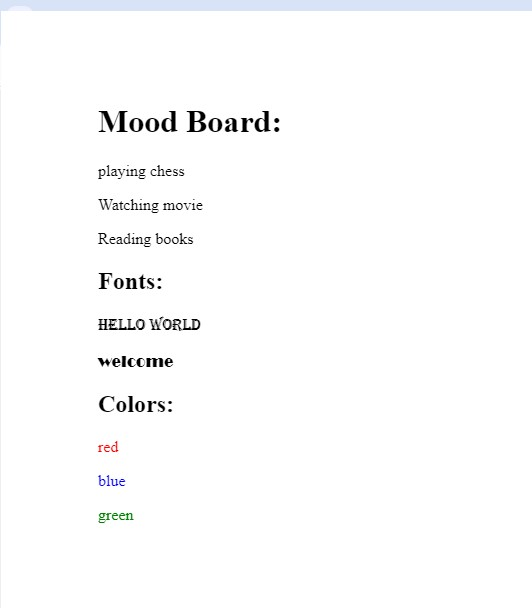 Mood Board:
playing chess
Watching movie
Reading books
Fonts:
HELLO WORLD
welcome
Colors:
red
blue
green